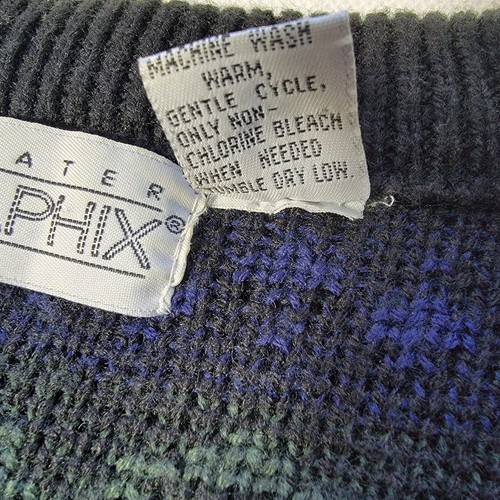 ATER
PHIX®
MACHINE WASH
WARM,
GENTLE CYCLE,
ONLY NON-
CHLORINE BLEACH
WHEN NEEDED
TUMBLE DRY LOW.